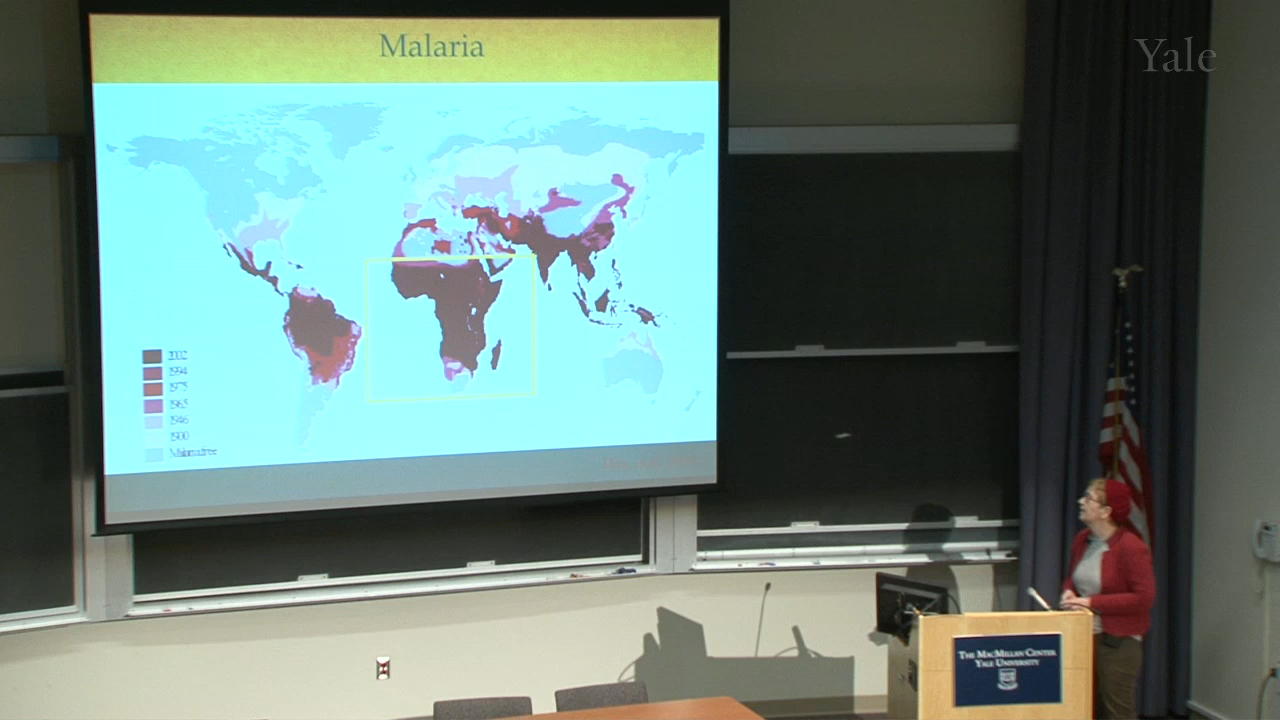 Malaria
Yale
2002
1994
1975
1965
1946
1900
Malaria free
THE MACMILLAN CENTER
YALE UNIVERSITY